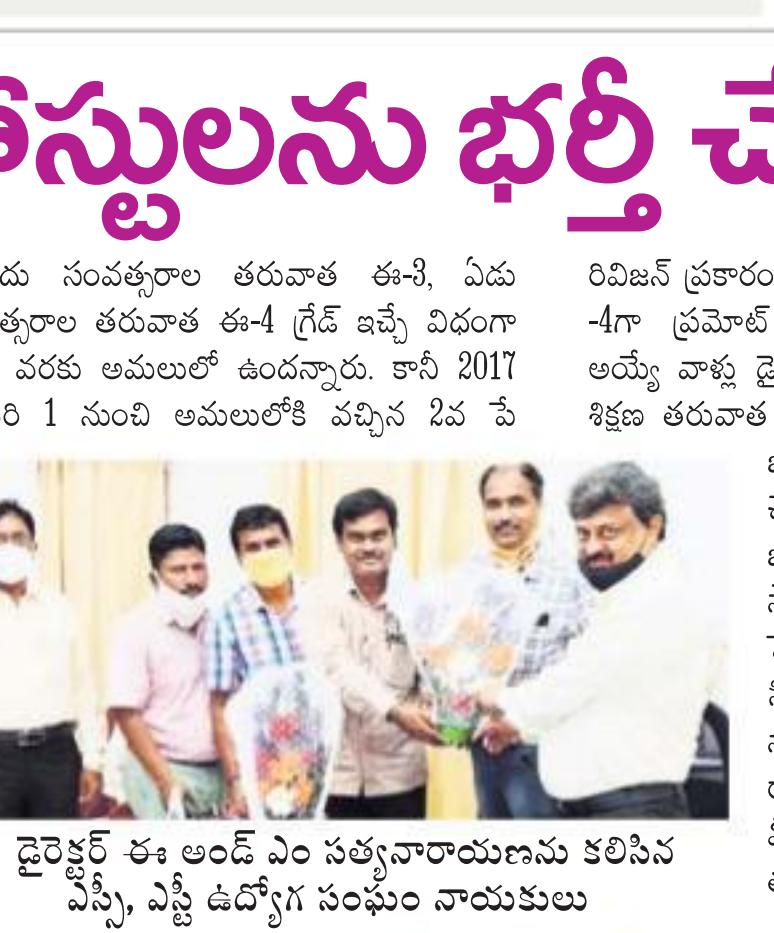 పోస్టులను భర్తీ చే
దు సంవత్సరాల తరువాత ఈ-3, ఏడు
త్సరాల తరువాత ఈ-4 గ్రేడ్ ఇచ్చే విధంగా
వరకు అమలులో ఉందన్నారు. కానీ 2017
రి 1 నుంచి అమలులోకి వచ్చిన 2వ పే
రివిజన్ ప్రకారం
-4గా ప్రమోట్
అయ్యే వాళ్లు డై
శిక్షణ తరువాత
డైరెక్టర్ ఈ అండ్ ఎం సత్యనారాయణను కలిసిన
ఎస్సీ, ఎస్టీ ఉద్యోగ సంఘం నాయకులు